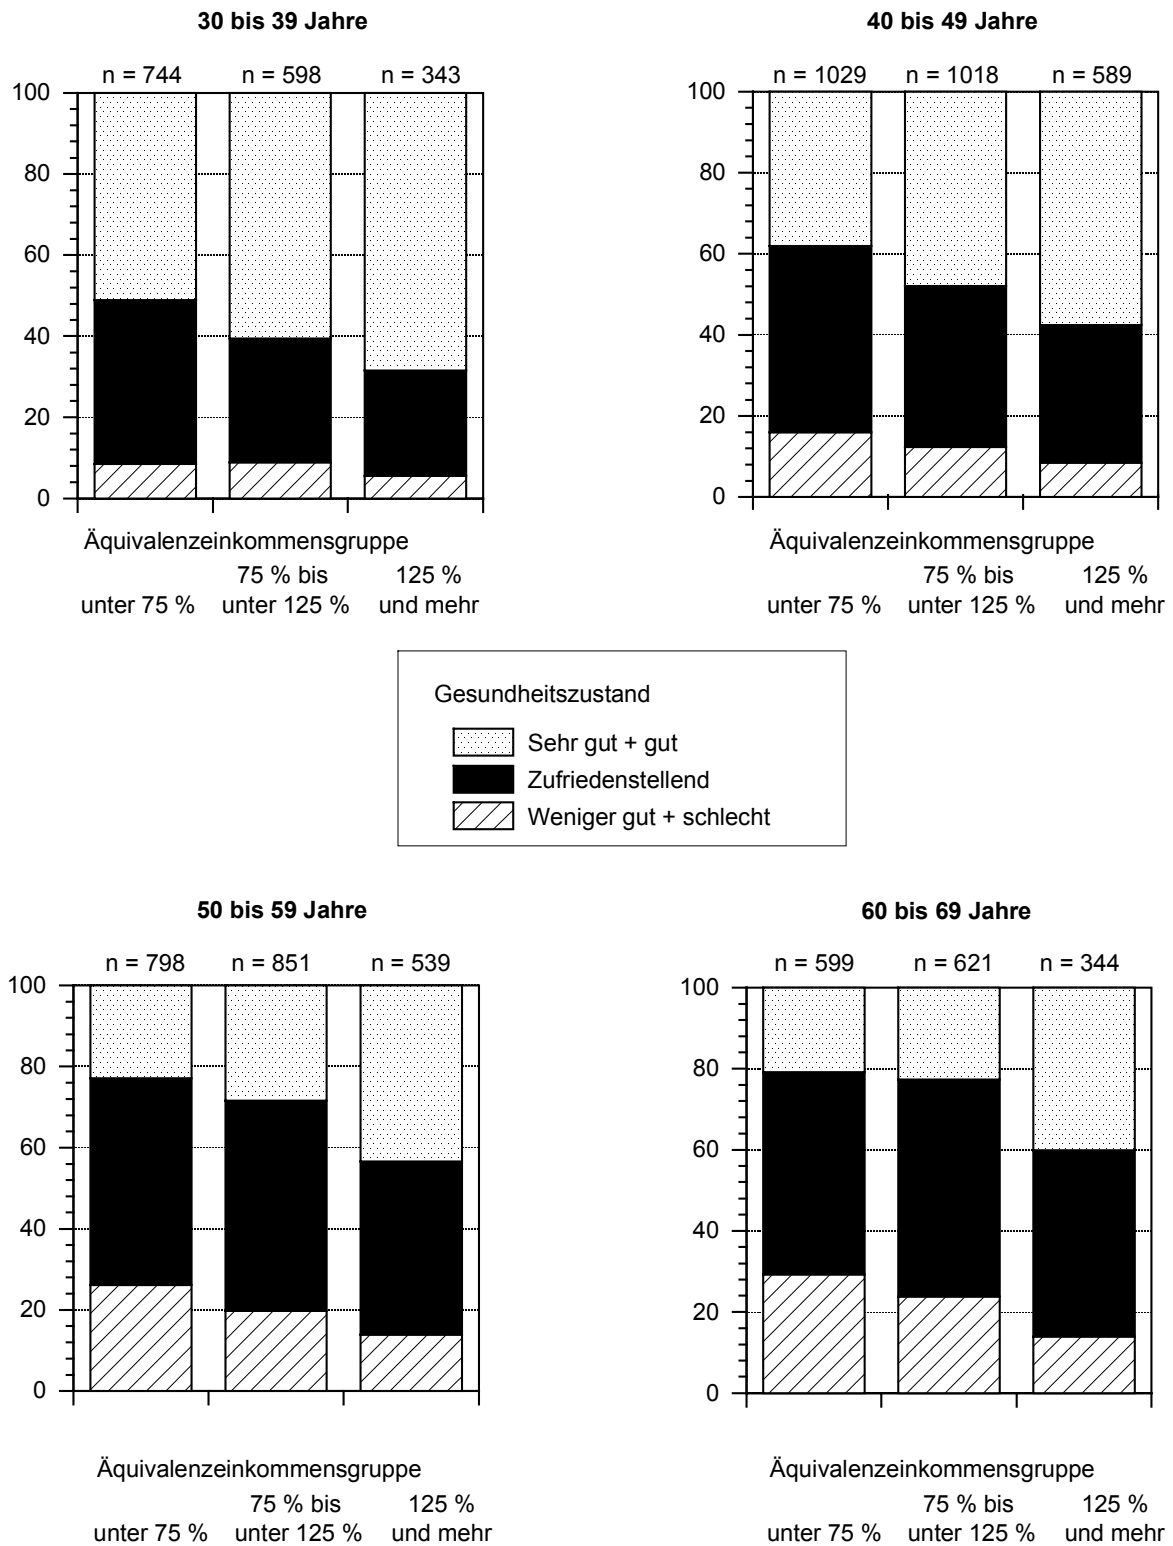 30 bis 39 Jahre
n = 744 n = 598 n = 343
100
80
60
40
20
0
Äquivalenzeinkommensgruppe
75 % bis 125 %
unter 75 % unter 125 % und mehr
40 bis 49 Jahre
n = 1029 n = 1018 n = 589
100
80
60
40
20
0
Äquivalenzeinkommensgruppe
75 % bis 125 %
unter 75 % unter 125 % und mehr
Gesundheitszustand
Sehr gut + gut
Zufriedenstellend
Weniger gut + schlecht
50 bis 59 Jahre
n = 798 n = 851 n = 539
100
80
60
40
20
0
Äquivalenzeinkommensgruppe
75 % bis 125 %
unter 75 % unter 125 % und mehr
60 bis 69 Jahre
n = 599 n = 621 n = 344
100
80
60
40
20
0
Äquivalenzeinkommensgruppe
75 % bis 125 %
unter 75 % unter 125 % und mehr